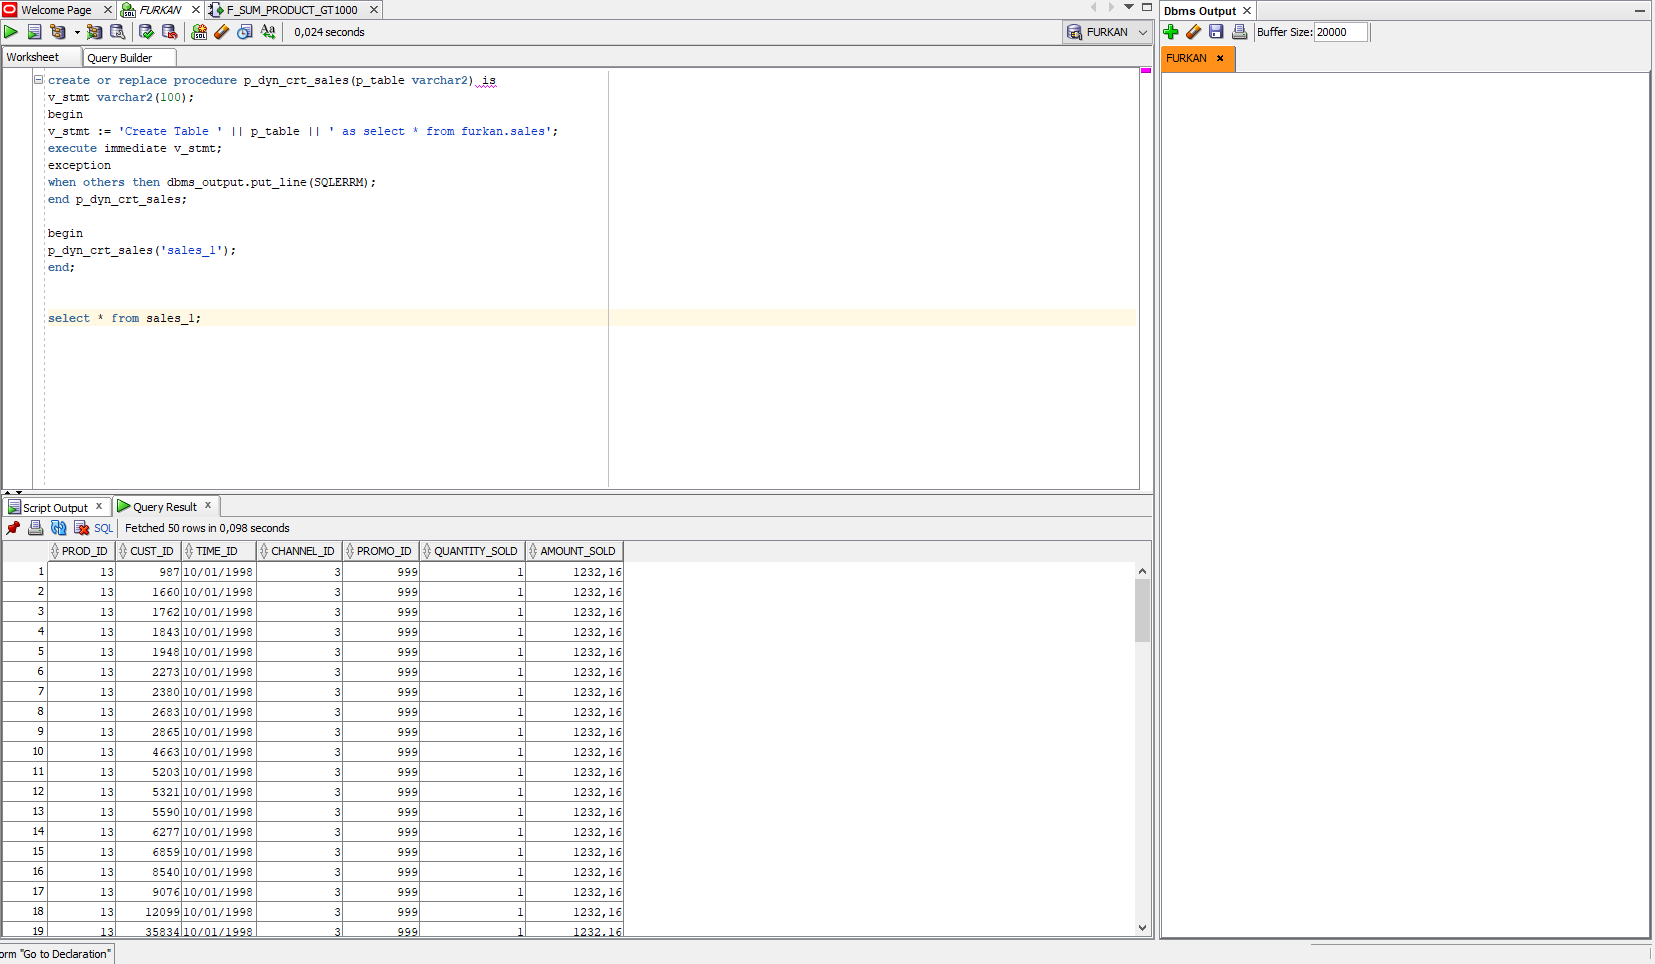 Welcome Page
FURKAN
F_SUM_PRODUCT_GT1000
0,024 seconds
FURKAN
Worksheet
Query Builder
create or replace procedure p_dyn_crt_sales(p_table varchar2) is
v_stmt varchar2(100);
begin
v_stmt := 'Create Table ' || p_table || ' as select * from furkan.sales';
execute immediate v_stmt;
exception
when others then dbms_output.put_line(SQLERRM);
end p_dyn_crt_sales;
begin
p_dyn_crt_sales('sales_1');
end;
select * from sales_1;
Dbms Output
Buffer Size: 20000
FURKAN
Script Output
Query Result
SQL
Fetched 50 rows in 0,098 seconds
PROD_ID CUST_ID TIME_ID CHANNEL_ID PROMO_ID QUANTITY_SOLD AMOUNT_SOLD
1 13 987 10/01/1998 3 999 1 1232,16
2 13 1660 10/01/1998 3 999 1 1232,16
3 13 1762 10/01/1998 3 999 1 1232,16
4 13 1843 10/01/1998 3 999 1 1232,16
5 13 1948 10/01/1998 3 999 1 1232,16
6 13 2273 10/01/1998 3 999 1 1232,16
7 13 2380 10/01/1998 3 999 1 1232,16
8 13 2683 10/01/1998 3 999 1 1232,16
9 13 2865 10/01/1998 3 999 1 1232,16
10 13 4663 10/01/1998 3 999 1 1232,16
11 13 5203 10/01/1998 3 999 1 1232,16
12 13 5321 10/01/1998 3 999 1 1232,16
13 13 5590 10/01/1998 3 999 1 1232,16
14 13 6277 10/01/1998 3 999 1 1232,16
15 13 6859 10/01/1998 3 999 1 1232,16
16 13 8540 10/01/1998 3 999 1 1232,16
17 13 9076 10/01/1998 3 999 1 1232,16
18 13 12099 10/01/1998 3 999 1 1232,16
19 13 35834 10/01/1998 3 999 1 1232,16
orm "Go to Declaration"